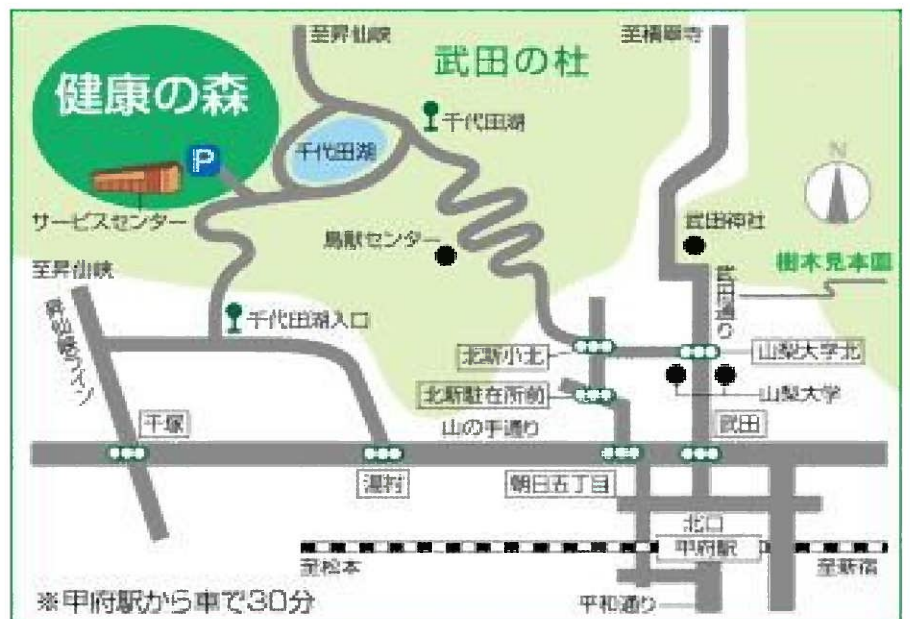 至昇仙峡
至積翠寺
武田の杜
健康の森
千代田湖
千代田湖
P
N
サービスセンター
鳥獣センター
武田神社
樹木見本園
至昇仙峡
昇仙峡ライン
武田通り
千代田湖入口
北新小北
山梨大学北
北新駐在所前
山梨大学
千塚
山の手通り
武田
湯村
朝日五丁目
北口
甲府駅
至松本
至新宿
※甲府駅から車で30分
平和通り